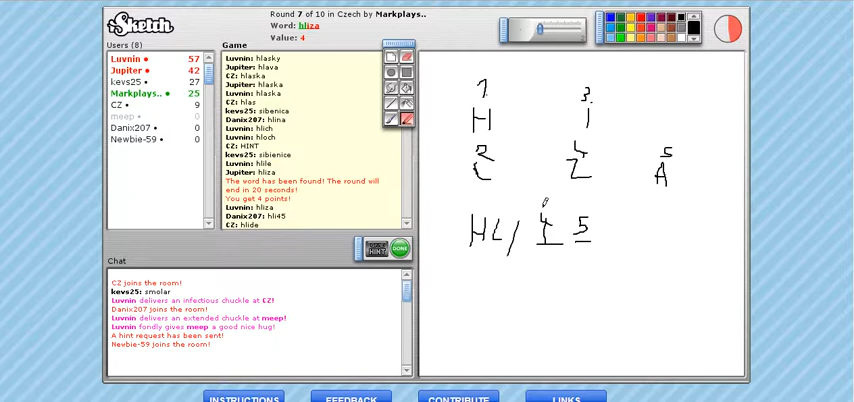 iSketch
Round 7 of 10 in Czech by Markplays..
Word: hliza
Value: 4
Users (8)
Luvnin • 57
Jupiter • 42
kevs25 • 27
Markplays.. • 25
CZ • 9
meep • 0
Danix207 • 0
Newbie-59 • 0
Game
Luvnin: hlasky
Jupiter: hlava
CZ: hlaska
Jupiter: hlaska
Luvnin: hlaska
CZ: hlas
kevs25: sibenica
Danix207: hlina
Luvnin: hlich
Luvnin: hloch
CZ: HINT
kevs25: sibienice
Luvnin: hlile
Jupiter: hliza
The word has been found! The round will
end in 20 seconds!
You get 4 points!
Luvnin: hliza
Danix207: hli45
CZ: hlide
HINT
DONE
Chat
CZ joins the room!
kevs25: smolar
Luvnin delivers an infectious chuckle at CZ!
Danix207 joins the room!
Luvnin delivers an extended chuckle at meep!
Luvnin fondly gives meep a good nice hug!
A hint request has been sent!
Newbie-59 joins the room!
1. 3.
H I
2 4 5
L Z A
HL/ 4 5
INSTRUCTIONS
FEEDBACK
CONTRIBUTE
LINKS